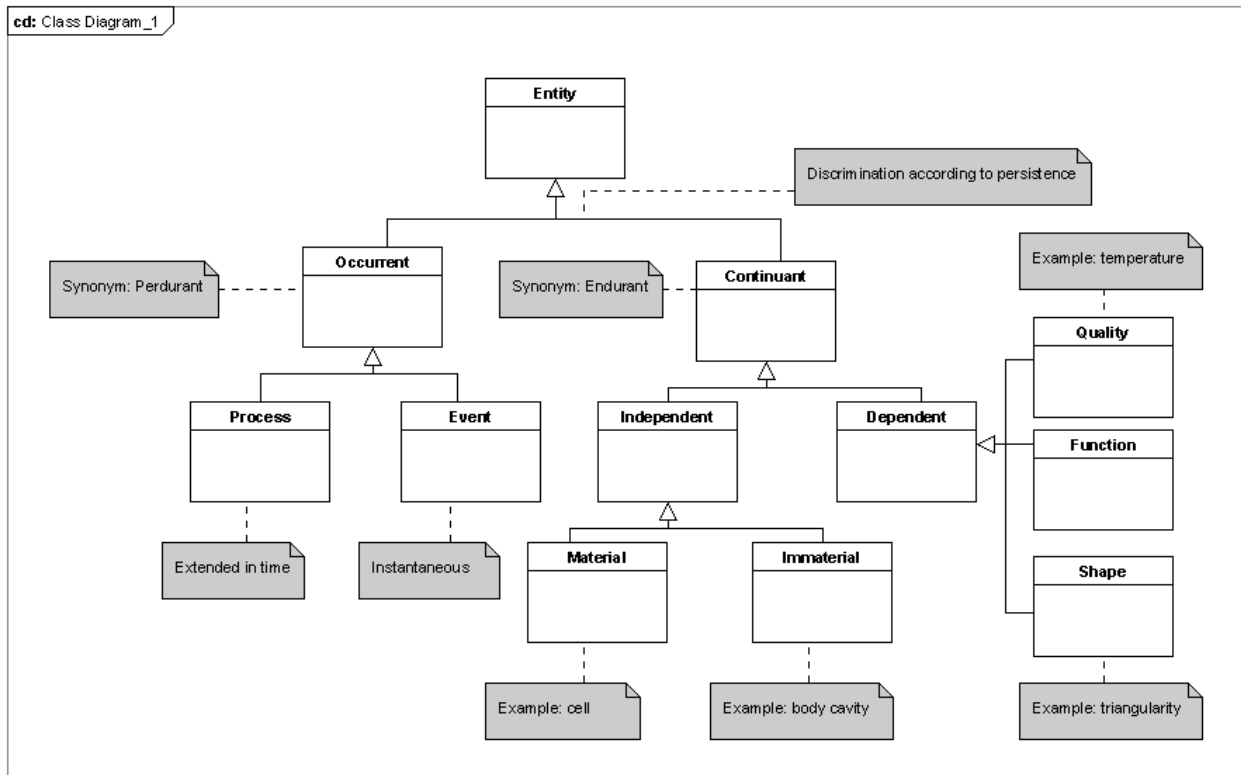 cd: Class Diagram_1
Entity
Discrimination according to persistence
Occurrent
Synonym: Perdurant
Continuant
Synonym: Endurant
Example: temperature
Quality
Process
Event
Independent
Dependent
Function
Extended in time
Instantaneous
Material
Immaterial
Shape
Example: cell
Example: body cavity
Example: triangularity